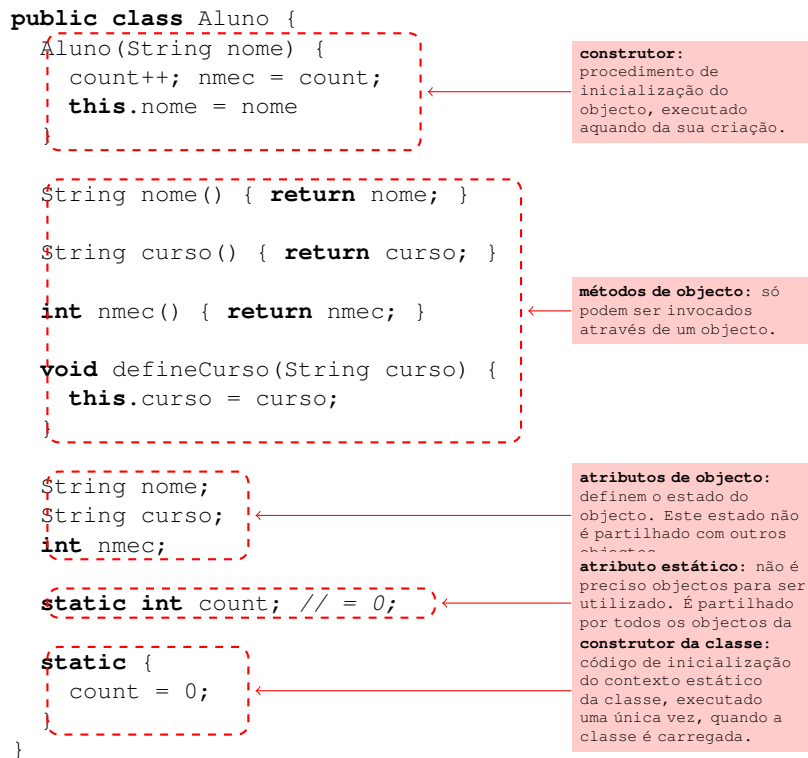 public class Aluno {
Aluno(String nome) {
count++; nmec = count;
this.nome = nome
}
construtor:
procedimento de
inicialização do
objecto, executado
aquando da sua criação.
String nome() { return nome; }
String curso() { return curso; }
int nmec() { return nmec; }
void defineCurso(String curso) {
this.curso = curso;
}
métodos de objecto: só
podem ser invocados
através de um objecto.
String nome;
String curso;
int nmec;
atributos de objecto:
definem o estado do
objecto. Este estado não
é partilhado com outros
static int count; // = 0;
atributo estático: não é
preciso objectos para ser
utilizado. É partilhado
por todos os objectos da
static {
count = 0;
}
}
construtor da classe:
código de inicialização
do contexto estático
da classe, executado
uma única vez, quando a
classe é carregada.